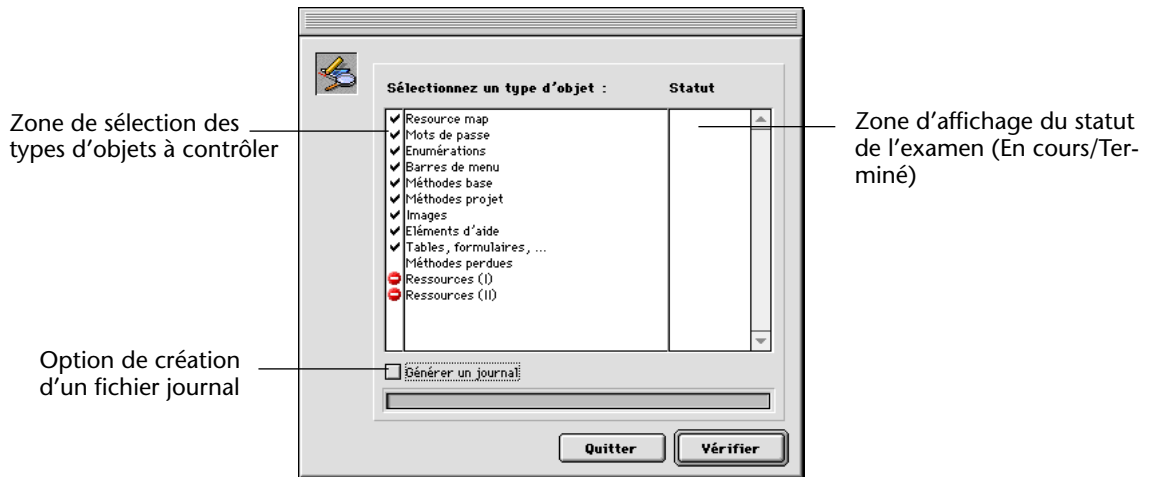 Sélectionnez un type d'objet : Statut
Zone de sélection des
types d'objets à contrôler
Resource map
Mots de passe
Enumérations
Barres de menu
Méthodes base
Méthodes projet
Images
Eléments d'aide
Tables, formulaires, ...
Méthodes perdues
Ressources (I)
Ressources (II)
Zone d'affichage du statut
de l'examen (En cours/Ter-
miné)
Option de création
d'un fichier journal
Générer un journal
Quitter
Vérifier